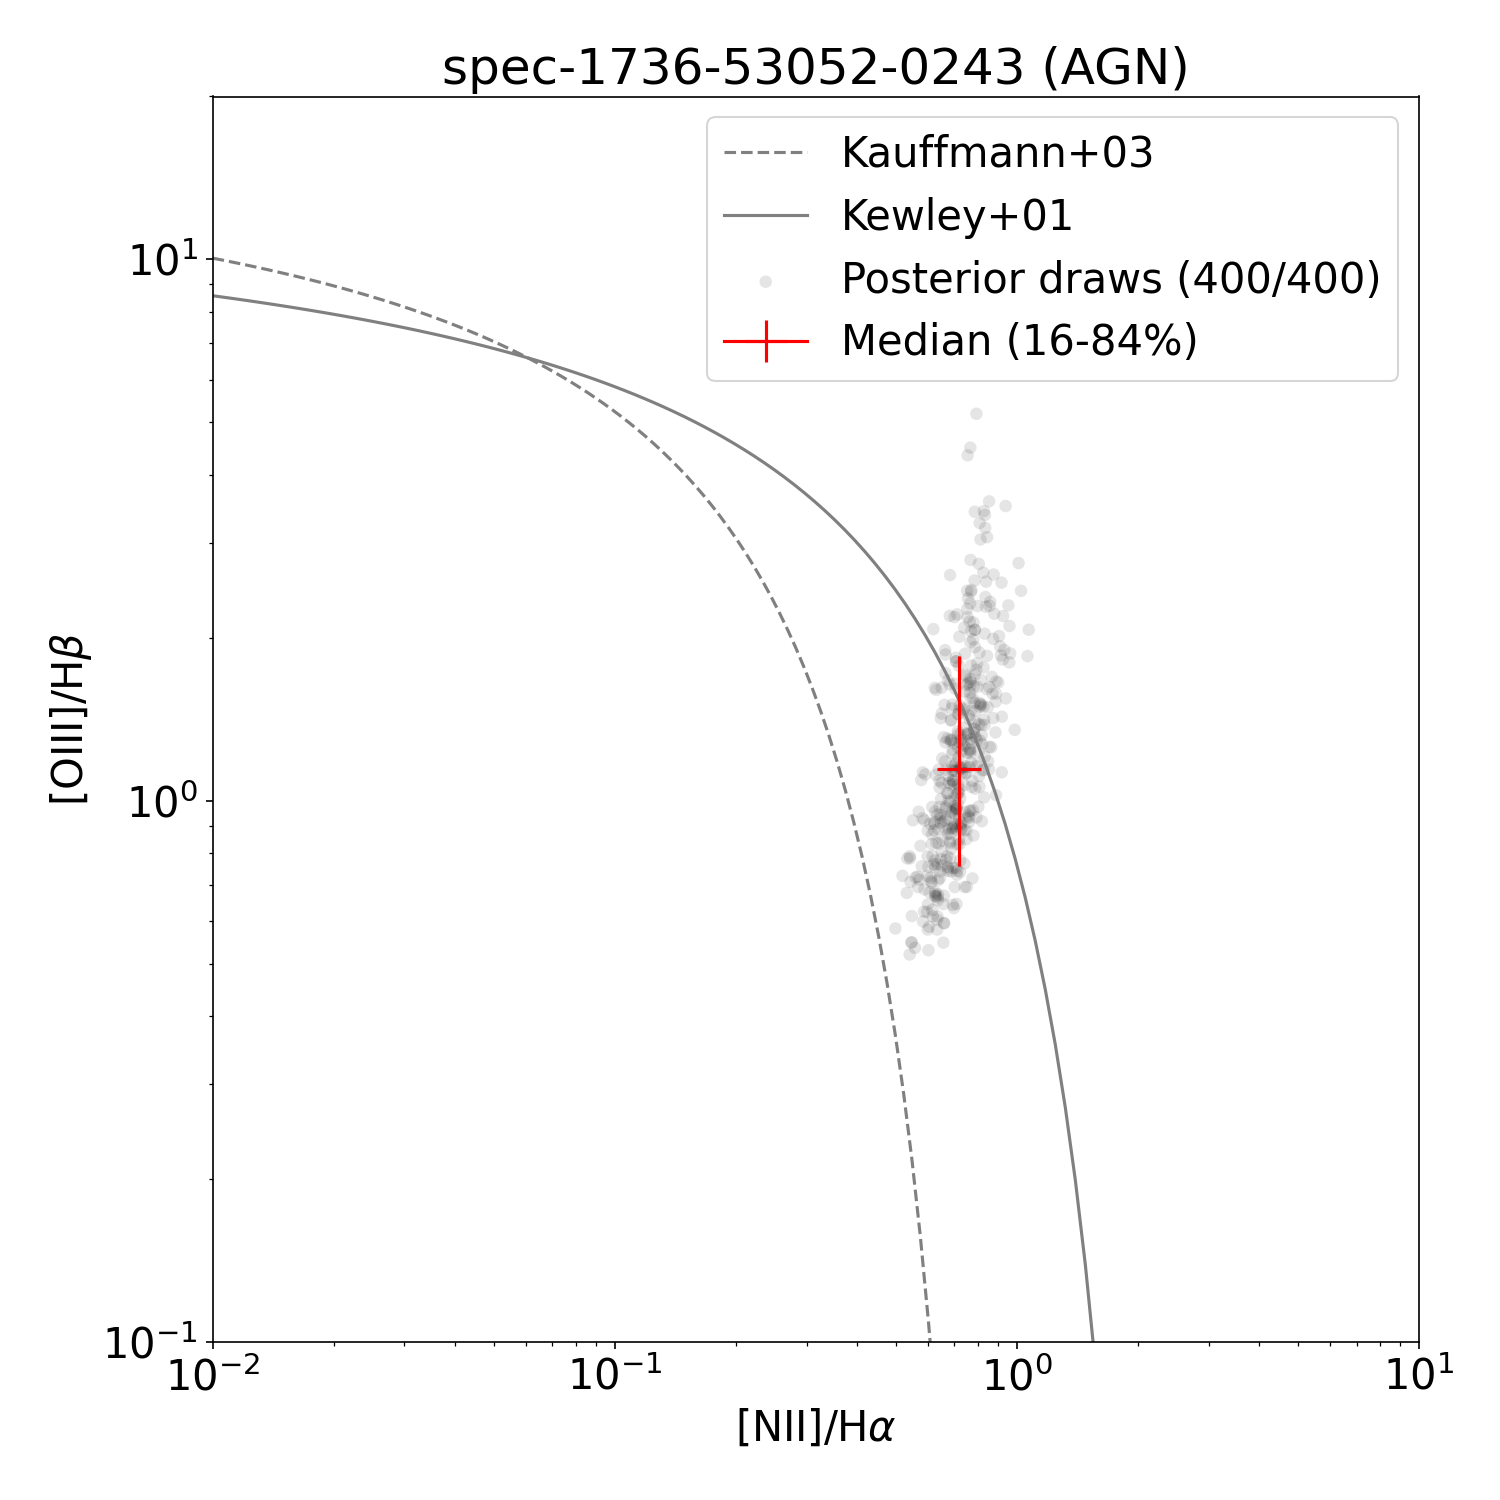 spec-1736-53052-0243 (AGN)
Kauffmann+03
Kewley+01
Posterior draws (400/400)
Median (16-84%)
10¹
10⁰
10⁻¹
[OIII]/Hβ
10⁻²
10⁻¹
10⁰
10¹
[NII]/Hα